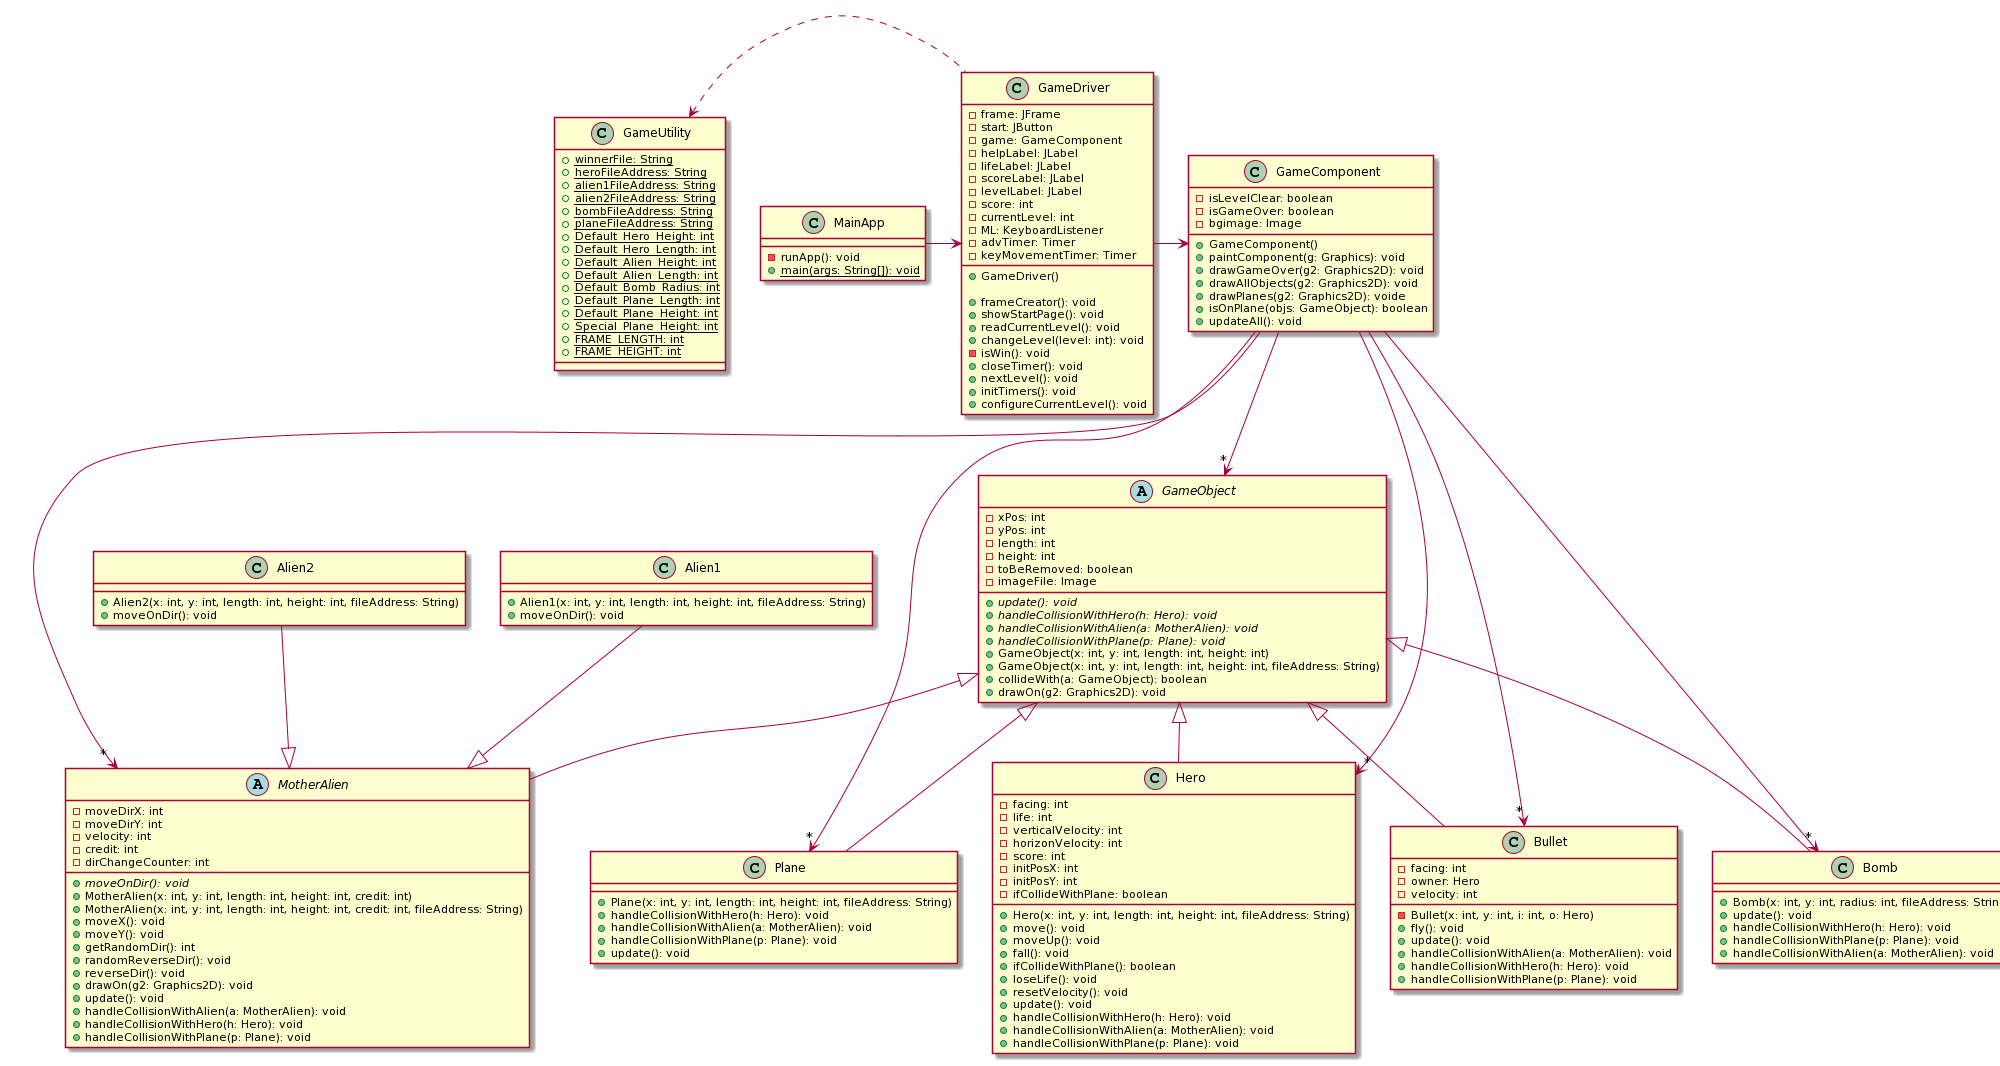 C GameDriver
frame: JFrame
start: JButton
game: GameComponent
helpLabel: JLabel
lifeLabel: JLabel
scoreLabel: JLabel
levelLabel: JLabel
score: int
currentLevel: int
ML: KeyboardListener
advTimer: Timer
keyMovementTimer: Timer
GameDriver()
frameCreator(): void
showStartPage(): void
readCurrentLevel(): void
changeLevel(level: int): void
isWin(): void
closeTimer(): void
nextLevel(): void
initTimers(): void
configureCurrentLevel(): void
C GameUtility
winnerFile: String
heroFileAddress: String
alien1FileAddress: String
alien2FileAddress: String
bombFileAddress: String
planeFileAddress: String
Default_Hero_Height: int
Default_Hero_Length: int
Default_Alien_Height: int
Default_Alien_Length: int
Default_Bomb_Radius: int
Default_Plane_Length: int
Default_Plane_Height: int
Special_Plane_Height: int
FRAME_LENGTH: int
FRAME_HEIGHT: int
C MainApp
runApp(): void
main(args: String[]): void
C GameComponent
isLevelClear: boolean
isGameOver: boolean
bgimage: Image
GameComponent()
paintComponent(g: Graphics): void
drawGameOver(g2: Graphics2D): void
drawAllObjects(g2: Graphics2D): void
drawPlanes(g2: Graphics2D): voide
isOnPlane(objs: GameObject): boolean
updateAll(): void
*
A GameObject
xPos: int
yPos: int
length: int
height: int
toBeRemoved: boolean
imageFile: Image
update(): void
handleCollisionWithHero(h: Hero): void
handleCollisionWithAlien(a: MotherAlien): void
handleCollisionWithPlane(p: Plane): void
GameObject(x: int, y: int, length: int, height: int)
GameObject(x: int, y: int, length: int, height: int, fileAddress: String)
collideWith(a: GameObject): boolean
drawOn(g2: Graphics2D): void
C Alien2
Alien2(x: int, y: int, length: int, height: int, fileAddress: String)
moveOnDir(): void
C Alien1
Alien1(x: int, y: int, length: int, height: int, fileAddress: String)
moveOnDir(): void
*
A MotherAlien
moveDirX: int
moveDirY: int
velocity: int
credit: int
dirChangeCounter: int
moveOnDir(): void
MotherAlien(x: int, y: int, length: int, height: int, credit: int)
MotherAlien(x: int, y: int, length: int, height: int, credit: int, fileAddress: String)
moveX(): void
moveY(): void
getRandomDir(): int
randomReverseDir(): void
reverseDir(): void
drawOn(g2: Graphics2D): void
update(): void
handleCollisionWithAlien(a: MotherAlien): void
handleCollisionWithHero(h: Hero): void
handleCollisionWithPlane(p: Plane): void
*
C Plane
Plane(x: int, y: int, length: int, height: int, fileAddress: String)
handleCollisionWithHero(h: Hero): void
handleCollisionWithAlien(a: MotherAlien): void
handleCollisionWithPlane(p: Plane): void
update(): void
*
C Hero
facing: int
life: int
verticalVelocity: int
horizonVelocity: int
score: int
initPosX: int
initPosY: int
ifCollideWithPlane: boolean
Hero(x: int, y: int, length: int, height: int, fileAddress: String)
move(): void
moveUp(): void
fall(): void
ifCollideWithPlane(): boolean
loseLife(): void
resetVelocity(): void
update(): void
handleCollisionWithHero(h: Hero): void
handleCollisionWithAlien(a: MotherAlien): void
handleCollisionWithPlane(p: Plane): void
*
C Bullet
facing: int
owner: Hero
velocity: int
Bullet(x: int, y: int, i: int, o: Hero)
fly(): void
update(): void
handleCollisionWithAlien(a: MotherAlien): void
handleCollisionWithHero(h: Hero): void
handleCollisionWithPlane(p: Plane): void
*
C Bomb
Bomb(x: int, y: int, radius: int, fileAddress: Strin
update(): void
handleCollisionWithHero(h: Hero): void
handleCollisionWithPlane(p: Plane): void
handleCollisionWithAlien(a: MotherAlien): void